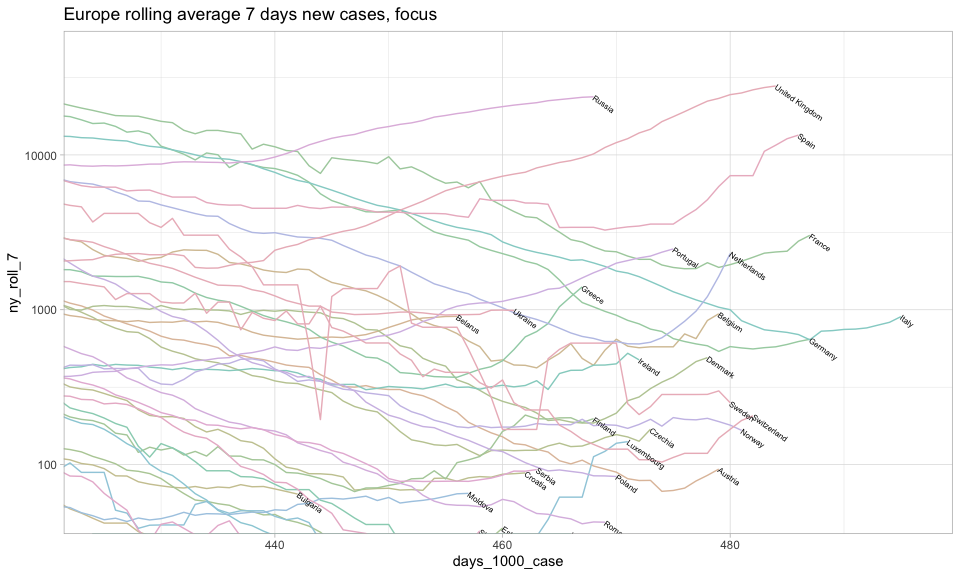 Europe rolling average 7 days new cases, focus
Russia
United Kingdom
Spain
10000
France
Portugal
Netherlands
Greece
ny_roll_7
1000
Ukraine
Belarus
Belgium
Italy
Germany
Ireland
Denmark
Sweden
Switzerland
Finland
Czechia
Norway
Luxembourg
100
Serbia
Croatia
Poland
Austria
Bulgaria
Moldova
440
460
480
days_1000_case